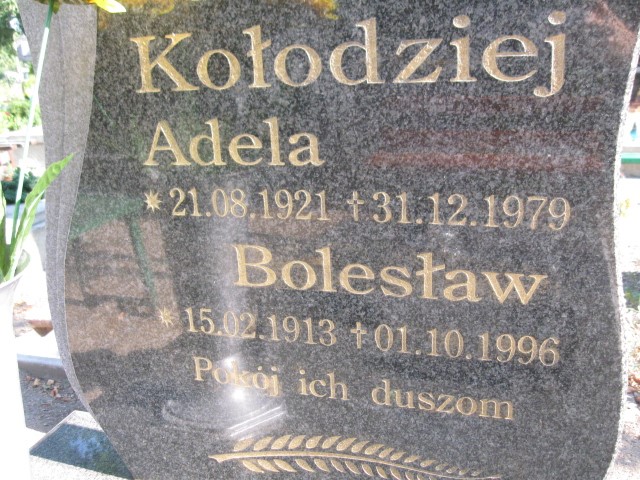 Kołodziej
Adela
* 21.08.1921 † 31.12.1979
Bolesław
* 15.02.1913 † 01.10.1996
Pokój ich duszom